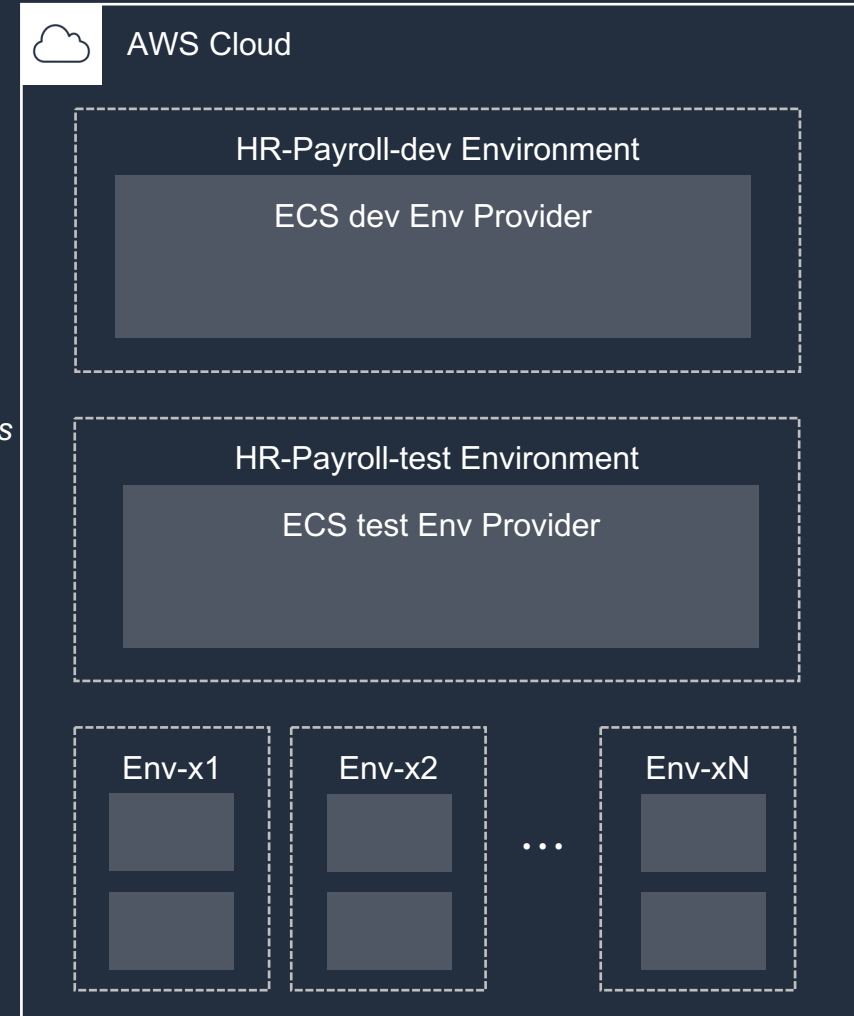 AWS Cloud
HR-Payroll-dev Environment
ECS dev Env Provider
s
HR-Payroll-test Environment
ECS test Env Provider
Env-x1 Env-x2 Env-xN
...